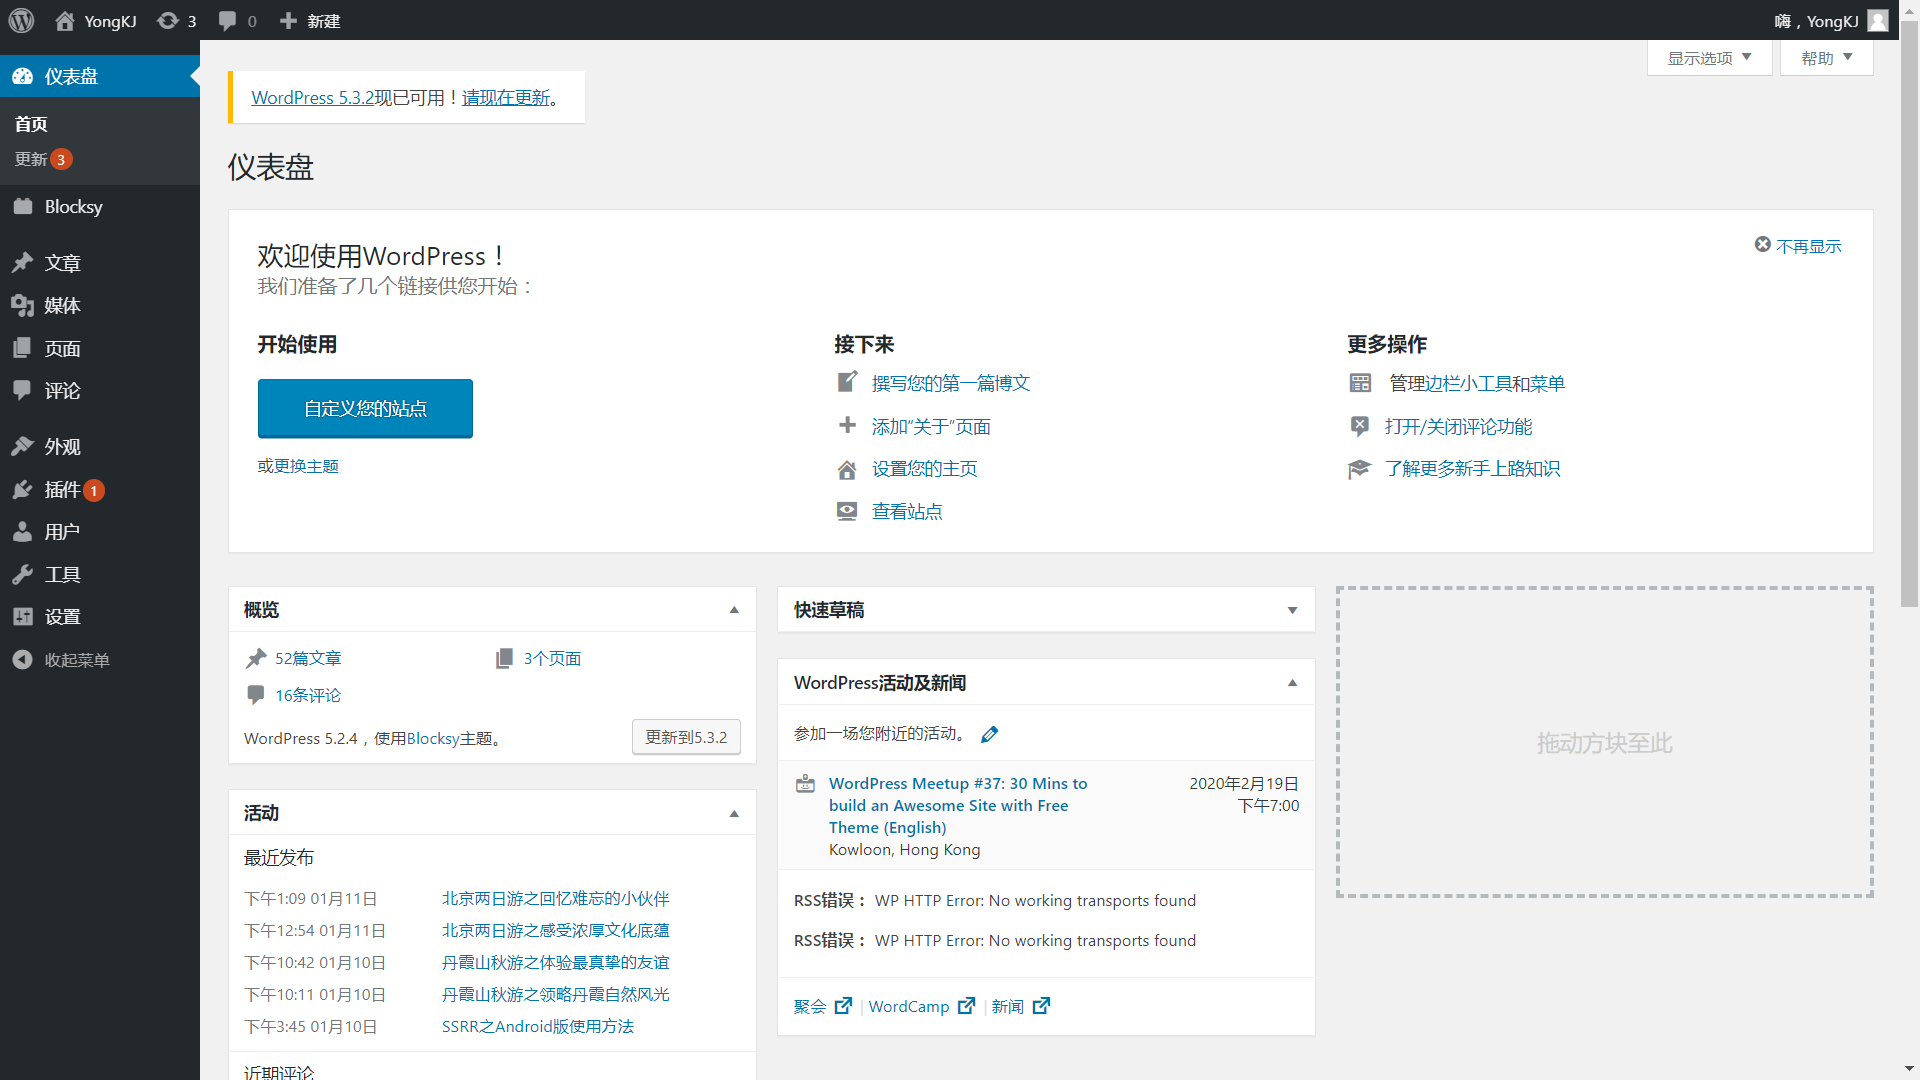 YongKJ
3
0
新建
嗨，YongKJ
仪表盘
首页
更新 3
Blocksy
文章
媒体
页面
评论
外观
插件 1
用户
工具
设置
收起菜单
显示选项
帮助
WordPress 5.3.2现已可用！请现在更新。
仪表盘
欢迎使用WordPress！
我们准备了几个链接供您开始：
不再显示
开始使用
自定义您的站点
或更换主题
接下来
撰写您的第一篇博文
添加“关于”页面
设置您的主页
查看站点
更多操作
管理边栏小工具和菜单
打开/关闭评论功能
了解更多新手上路知识
概览
52篇文章
3个页面
16条评论
WordPress 5.2.4，使用Blocksy主题。
更新到5.3.2
活动
最近发布
下午1:09 01月11日 北京两日游之回忆难忘的小伙伴
下午12:54 01月11日 北京两日游之感受浓厚文化底蕴
下午10:42 01月10日 丹霞山秋游之体验最真挚的友谊
下午10:11 01月10日 丹霞山秋游之领略丹霞自然风光
下午3:45 01月10日 SSRR之Android版使用方法
近期评论
快速草稿
WordPress活动及新闻
参加一场您附近的活动。
WordPress Meetup #37: 30 Mins to
build an Awesome Site with Free
Theme (English)
Kowloon, Hong Kong
2020年2月19日
下午7:00
RSS错误： WP HTTP Error: No working transports found
RSS错误： WP HTTP Error: No working transports found
聚会 | WordCamp | 新闻
拖动方块至此